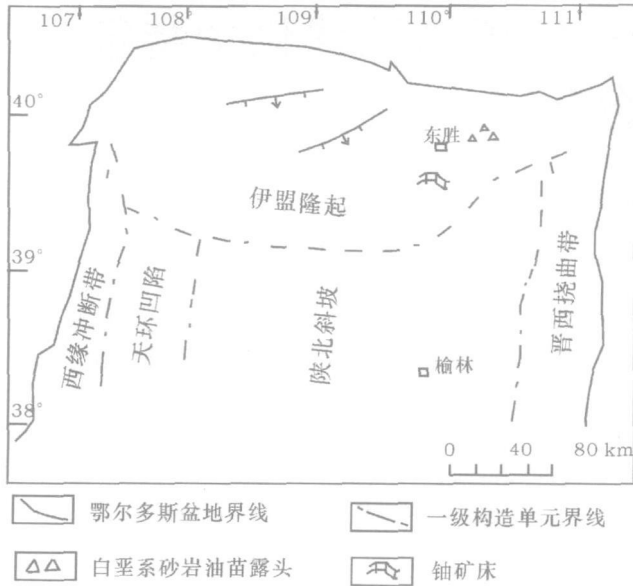 107° 108° 109° 110° 111°
40°
东胜
伊盟隆起
39°
西缘冲断带
天环凹陷
陕北斜坡
晋西挠曲带
榆林
38°
0 40 80 km
鄂尔多斯盆地界线
一级构造单元界线
白垩系砂岩油苗露头
铀矿床